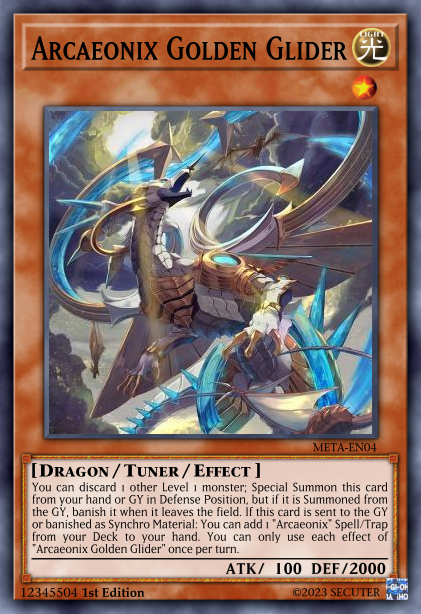 ARCAEONIX GOLDEN GLIDER
LIGHT
光
META-EN04
[DRAGON/TUNER/EFFECT]
You can discard 1 other Level 1 monster; Special Summon this card
from your hand or GY in Defense Position, but if it is Summoned from
the GY, banish it when it leaves the field. If this card is sent to the GY
or banished as Synchro Material: You can add 1 "Arcaeonix" Spell/Trap
from your Deck to your hand. You can only use each effect of
"Arcaeonix Golden Glider" once per turn.
ATK/ 100 DEF/2000
12345504 1st Edition
©2023 SECUTER